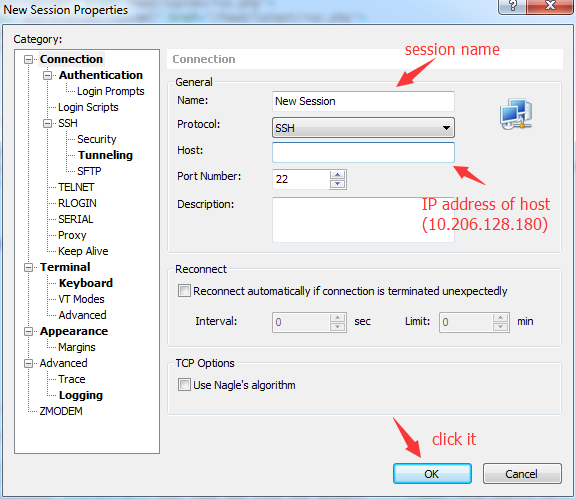 New Session Properties
?
Category:
Connection
Authentication
Login Prompts
Login Scripts
SSH
Security
Tunneling
SFTP
TELNET
RLOGIN
SERIAL
Proxy
Keep Alive
Terminal
Keyboard
VT Modes
Advanced
Appearance
Margins
Advanced
Trace
Logging
ZMODEM
Connection
session name
General
Name: New Session
Protocol: SSH
Host:
Port Number: 22
IP address of host
(10.206.128.180)
Description:
Reconnect
Reconnect automatically if connection is terminated unexpectedly
Interval: 0 sec Limit: 0 min
TCP Options
Use Nagle's algorithm
click it
OK Cancel